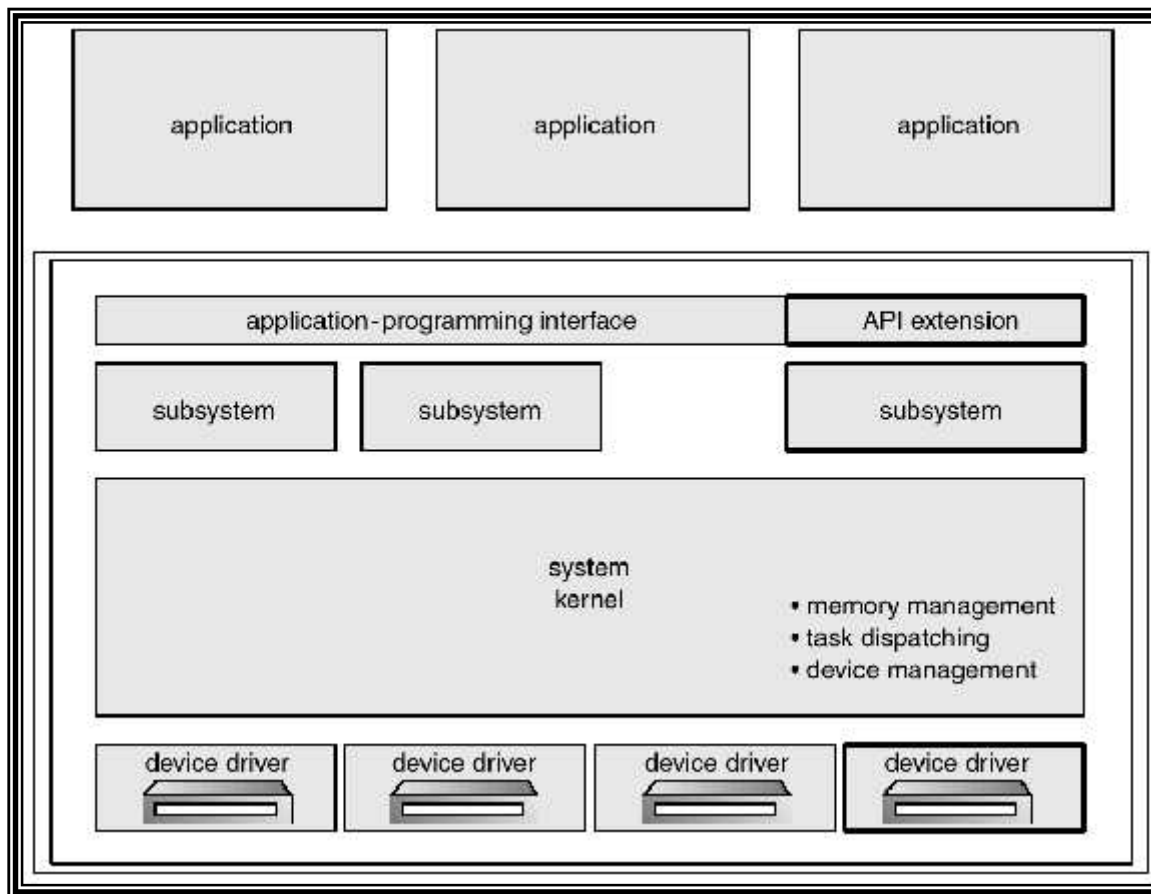 application
application
application
application-programming interface
API extension
subsystem
subsystem
subsystem
system
kernel
• memory management
• task dispatching
• device management
device driver
device driver
device driver
device driver